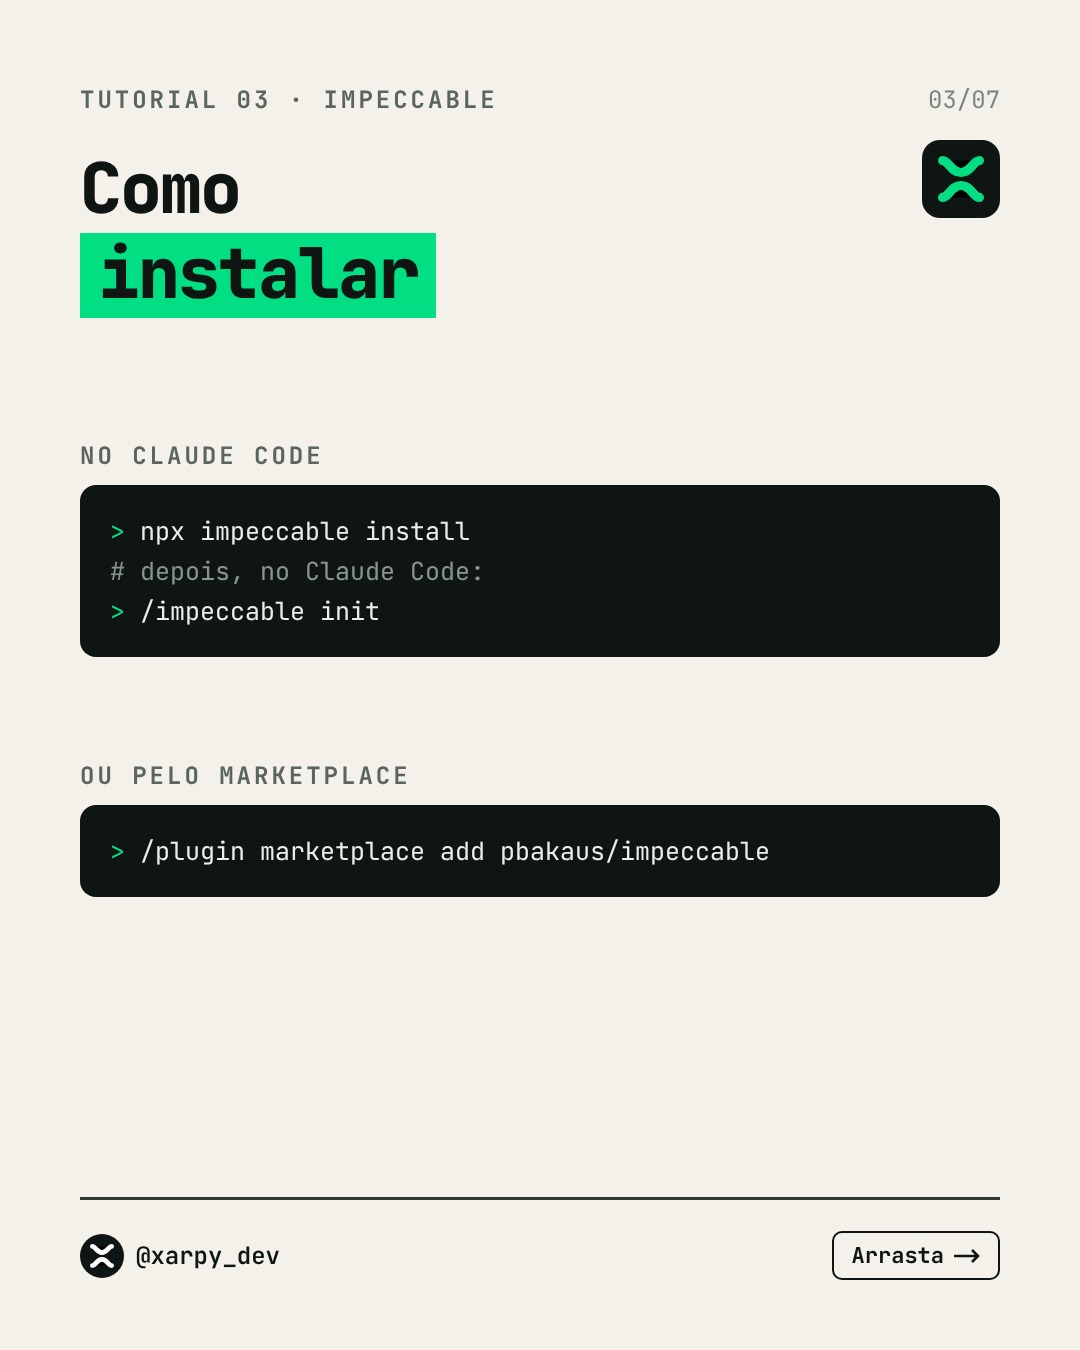 TUTORIAL 03 · IMPECCABLE
03/07
Como
instalar
NO CLAUDE CODE
> npx impeccable install
# depois, no Claude Code:
> /impeccable init
OU PELO MARKETPLACE
> /plugin marketplace add pbakaus/impeccable
@xarpy_dev
Arrasta →